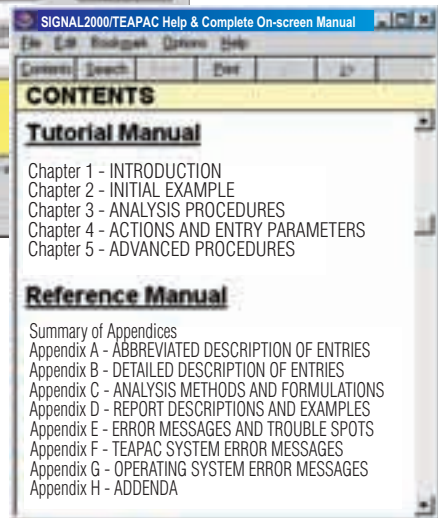 SIGNAL2000/TEAPAC Help & Complete On-screen Manual
File Edit Bookmark Options Help
Contents Search Print
CONTENTS
Tutorial Manual
Chapter 1 - INTRODUCTION
Chapter 2 - INITIAL EXAMPLE
Chapter 3 - ANALYSIS PROCEDURES
Chapter 4 - ACTIONS AND ENTRY PARAMETERS
Chapter 5 - ADVANCED PROCEDURES
Reference Manual
Summary of Appendices
Appendix A - ABBREVIATED DESCRIPTION OF ENTRIES
Appendix B - DETAILED DESCRIPTION OF ENTRIES
Appendix C - ANALYSIS METHODS AND FORMULATIONS
Appendix D - REPORT DESCRIPTIONS AND EXAMPLES
Appendix E - ERROR MESSAGES AND TROUBLE SPOTS
Appendix F - TEAPAC SYSTEM ERROR MESSAGES
Appendix G - OPERATING SYSTEM ERROR MESSAGES
Appendix H - ADDENDA